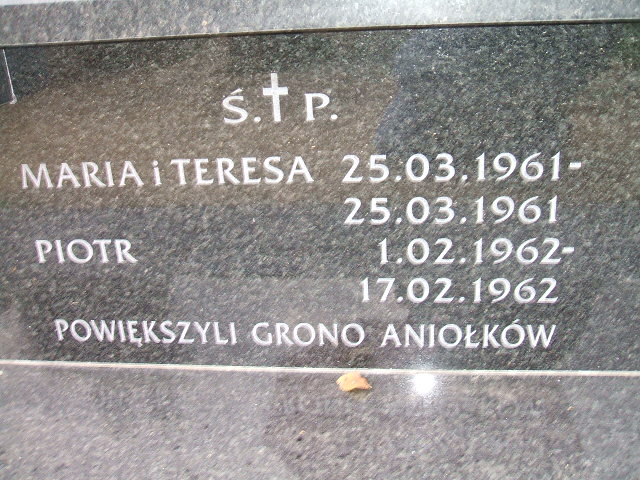 Ś.†P.
MARIA i TERESA 25.03.1961-
25.03.1961
PIOTR 1.02.1962-
17.02.1962
POWIĘKSZYLI GRONO ANIOŁKÓW